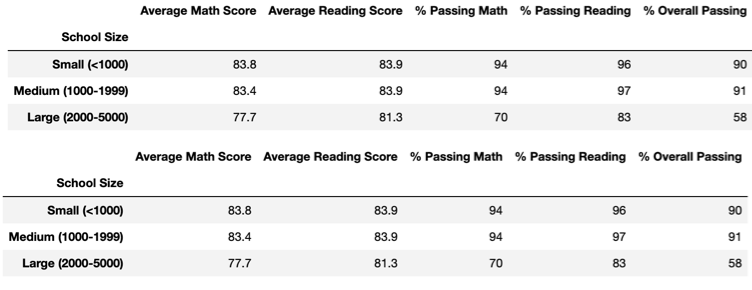 Average Math Score Average Reading Score % Passing Math % Passing Reading % Overall Passing
School Size
Small (<1000) 83.8 83.9 94 96 90
Medium (1000-1999) 83.4 83.9 94 97 91
Large (2000-5000) 77.7 81.3 70 83 58
Average Math Score Average Reading Score % Passing Math % Passing Reading % Overall Passing
School Size
Small (<1000) 83.8 83.9 94 96 90
Medium (1000-1999) 83.4 83.9 94 97 91
Large (2000-5000) 77.7 81.3 70 83 58